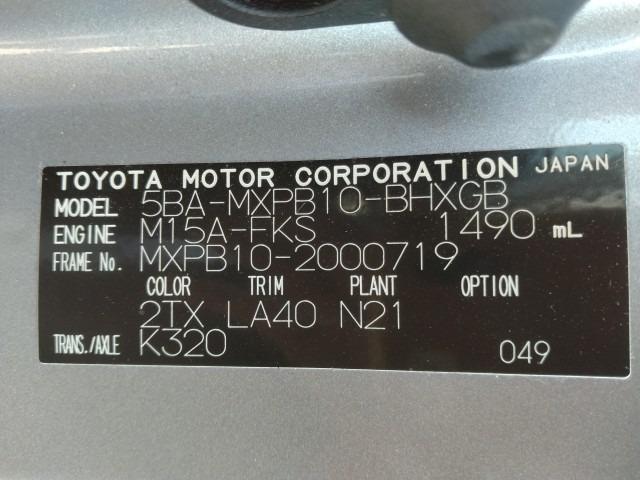 TOYOTA MOTOR CORPORATION JAPAN
MODEL 5BA-MXPB10-BHXGB
ENGINE M15A-FKS 1490 mL
FRAME No. MXPB10-2000719
COLOR TRIM PLANT OPTION
2TX LA40 N21
TRANS./AXLE K320
049